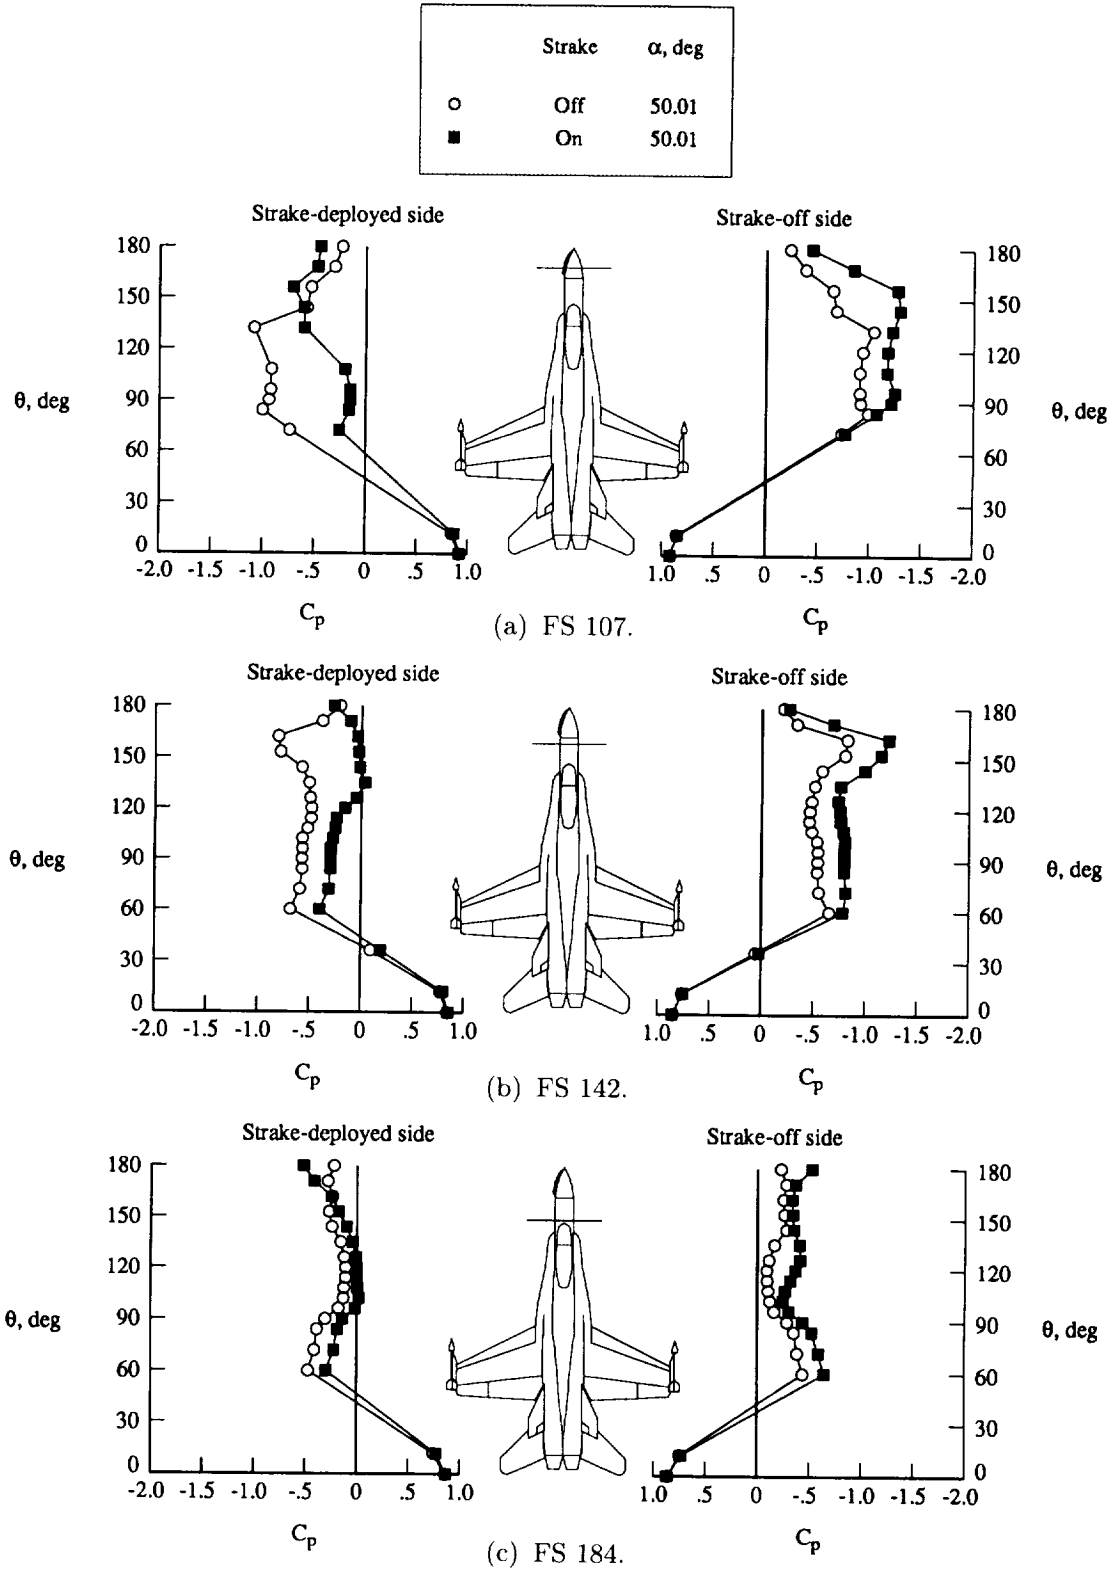 Strake α, deg
Off 50.01
On 50.01
Strake-deployed side
Strake-off side
180
150
120
90
60
30
0
θ, deg
-2.0 -1.5 -1.0 -.5 0 .5 1.0
Cp
180
150
120
90
60
30
0
θ, deg
1.0 .5 0 -.5 -1.0 -1.5 -2.0
Cp
(a) FS 107.
Strake-deployed side
Strake-off side
180
150
120
90
60
30
0
θ, deg
-2.0 -1.5 -1.0 -.5 0 .5 1.0
Cp
180
150
120
90
60
30
0
θ, deg
1.0 .5 0 -.5 -1.0 -1.5 -2.0
Cp
(b) FS 142.
Strake-deployed side
Strake-off side
180
150
120
90
60
30
0
θ, deg
-2.0 -1.5 -1.0 -.5 0 .5 1.0
Cp
180
150
120
90
60
30
0
θ, deg
1.0 .5 0 -.5 -1.0 -1.5 -2.0
Cp
(c) FS 184.